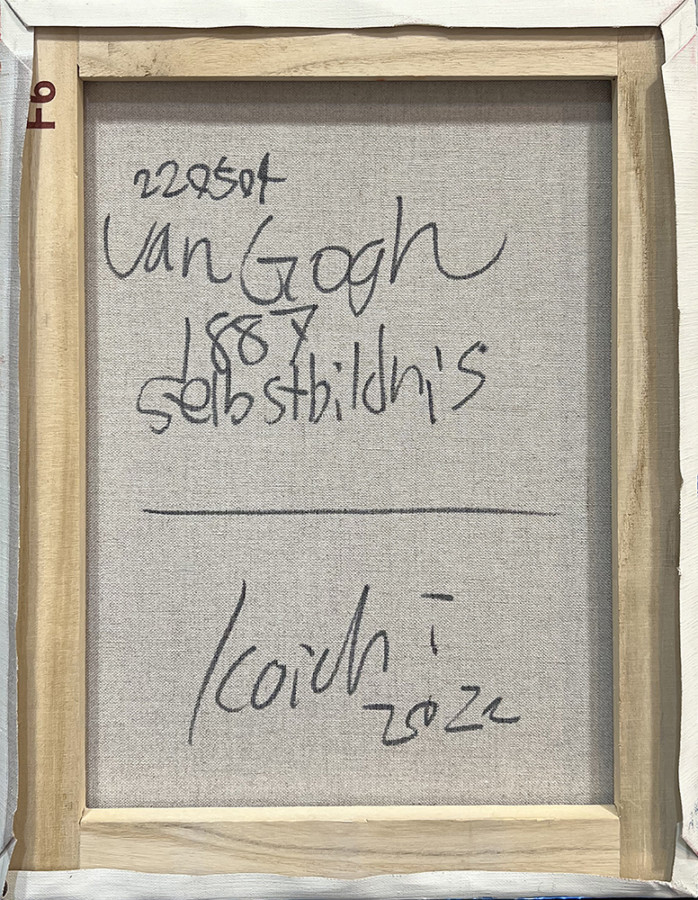 F6
220504
Van Gogh
1887
Selbstbildnis
Koichi
2022